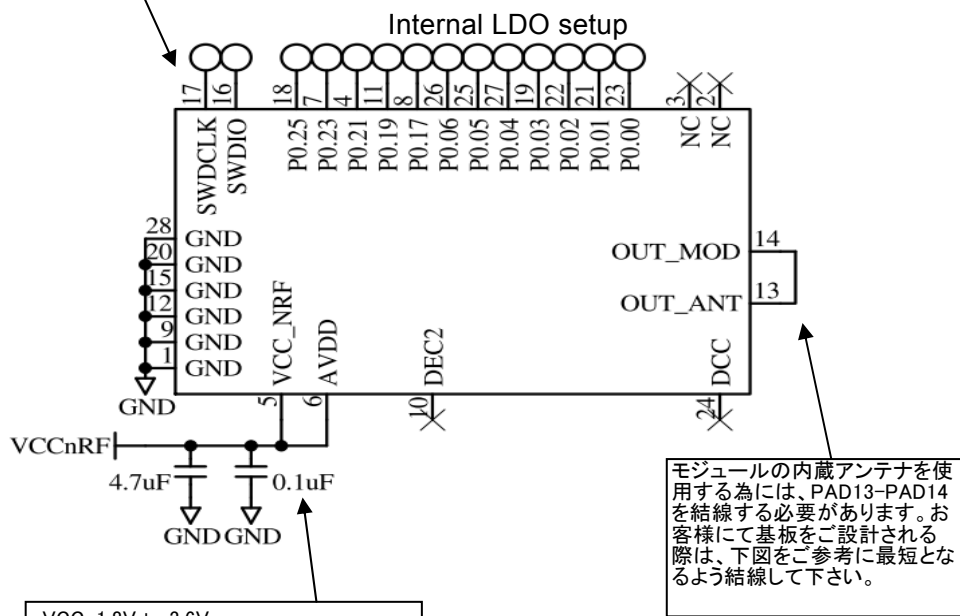 Internal LDO setup
17 16 18 7 4 11 8 26 25 27 19 22 21 23 3 2
SWDCLK SWDIO P0.25 P0.23 P0.21 P0.19 P0.17 P0.06 P0.05 P0.04 P0.03 P0.02 P0.01 P0.00 NC NC
28 GND
20 GND
15 GND
12 GND
9 GND
1 GND
GND
OUT_MOD 14
OUT_ANT 13
VCC_NRF AVDD DEC2 DCC
5 6 10 24
VCCnRF
4.7uF 0.1uF
GND GND
モジュールの内蔵アンテナを使
用する為には、PAD13-PAD14
を結線する必要があります。お
客様にて基板をご設計される
際は、下図をご参考に最短とな
るよう結線して下さい。